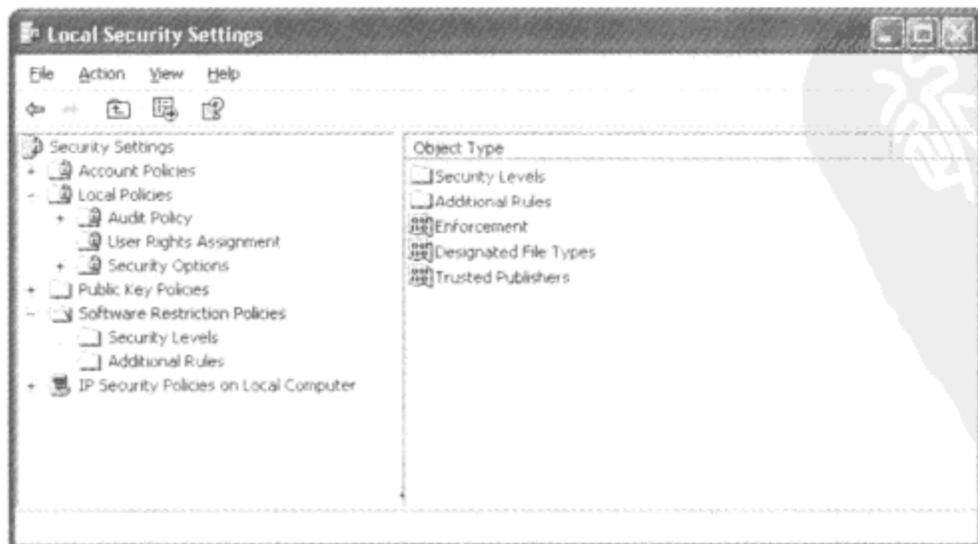 Local Security Settings
File Action View Help
Security Settings
Account Policies
Local Policies
Audit Policy
User Rights Assignment
Security Options
Public Key Policies
Software Restriction Policies
Security Levels
Additional Rules
IP Security Policies on Local Computer
Object Type
Security Levels
Additional Rules
Enforcement
Designated File Types
Trusted Publishers